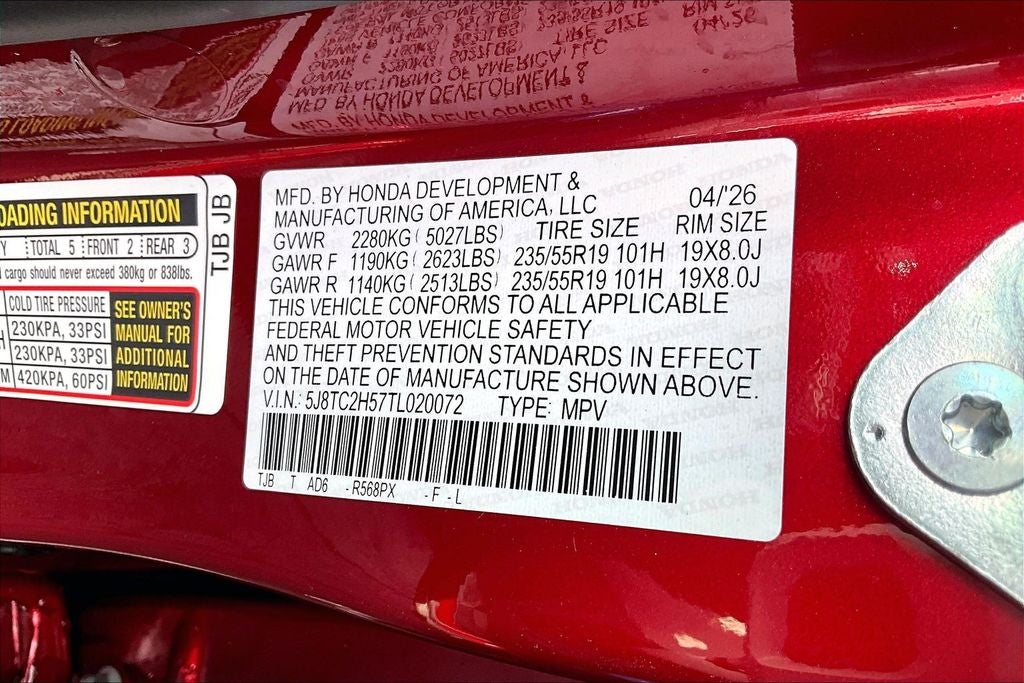 MFD. BY HONDA DEVELOPMENT &
MANUFACTURING OF AMERICA, LLC 04/'26
GVWR 2280KG (5027LBS) TIRE SIZE RIM SIZE
GAWR F 1190KG (2623LBS) 235/55R19 101H 19X8.0J
GAWR R 1140KG (2513LBS) 235/55R19 101H 19X8.0J
THIS VEHICLE CONFORMS TO ALL APPLICABLE
FEDERAL MOTOR VEHICLE SAFETY
AND THEFT PREVENTION STANDARDS IN EFFECT
ON THE DATE OF MANUFACTURE SHOWN ABOVE.
V.I.N.: 5J8TC2H57TL020072 TYPE: MPV
TJB T AD6 -R568PX -F-L
INFORMATION
TOTAL 5 FRONT 2 REAR 3
cargo should never exceed 380kg or 838lbs.
COLD TIRE PRESSURE
230KPA, 33PSI
230KPA, 33PSI
420KPA, 60PSI
SEE OWNER'S
MANUAL FOR
ADDITIONAL
INFORMATION
TJB JB